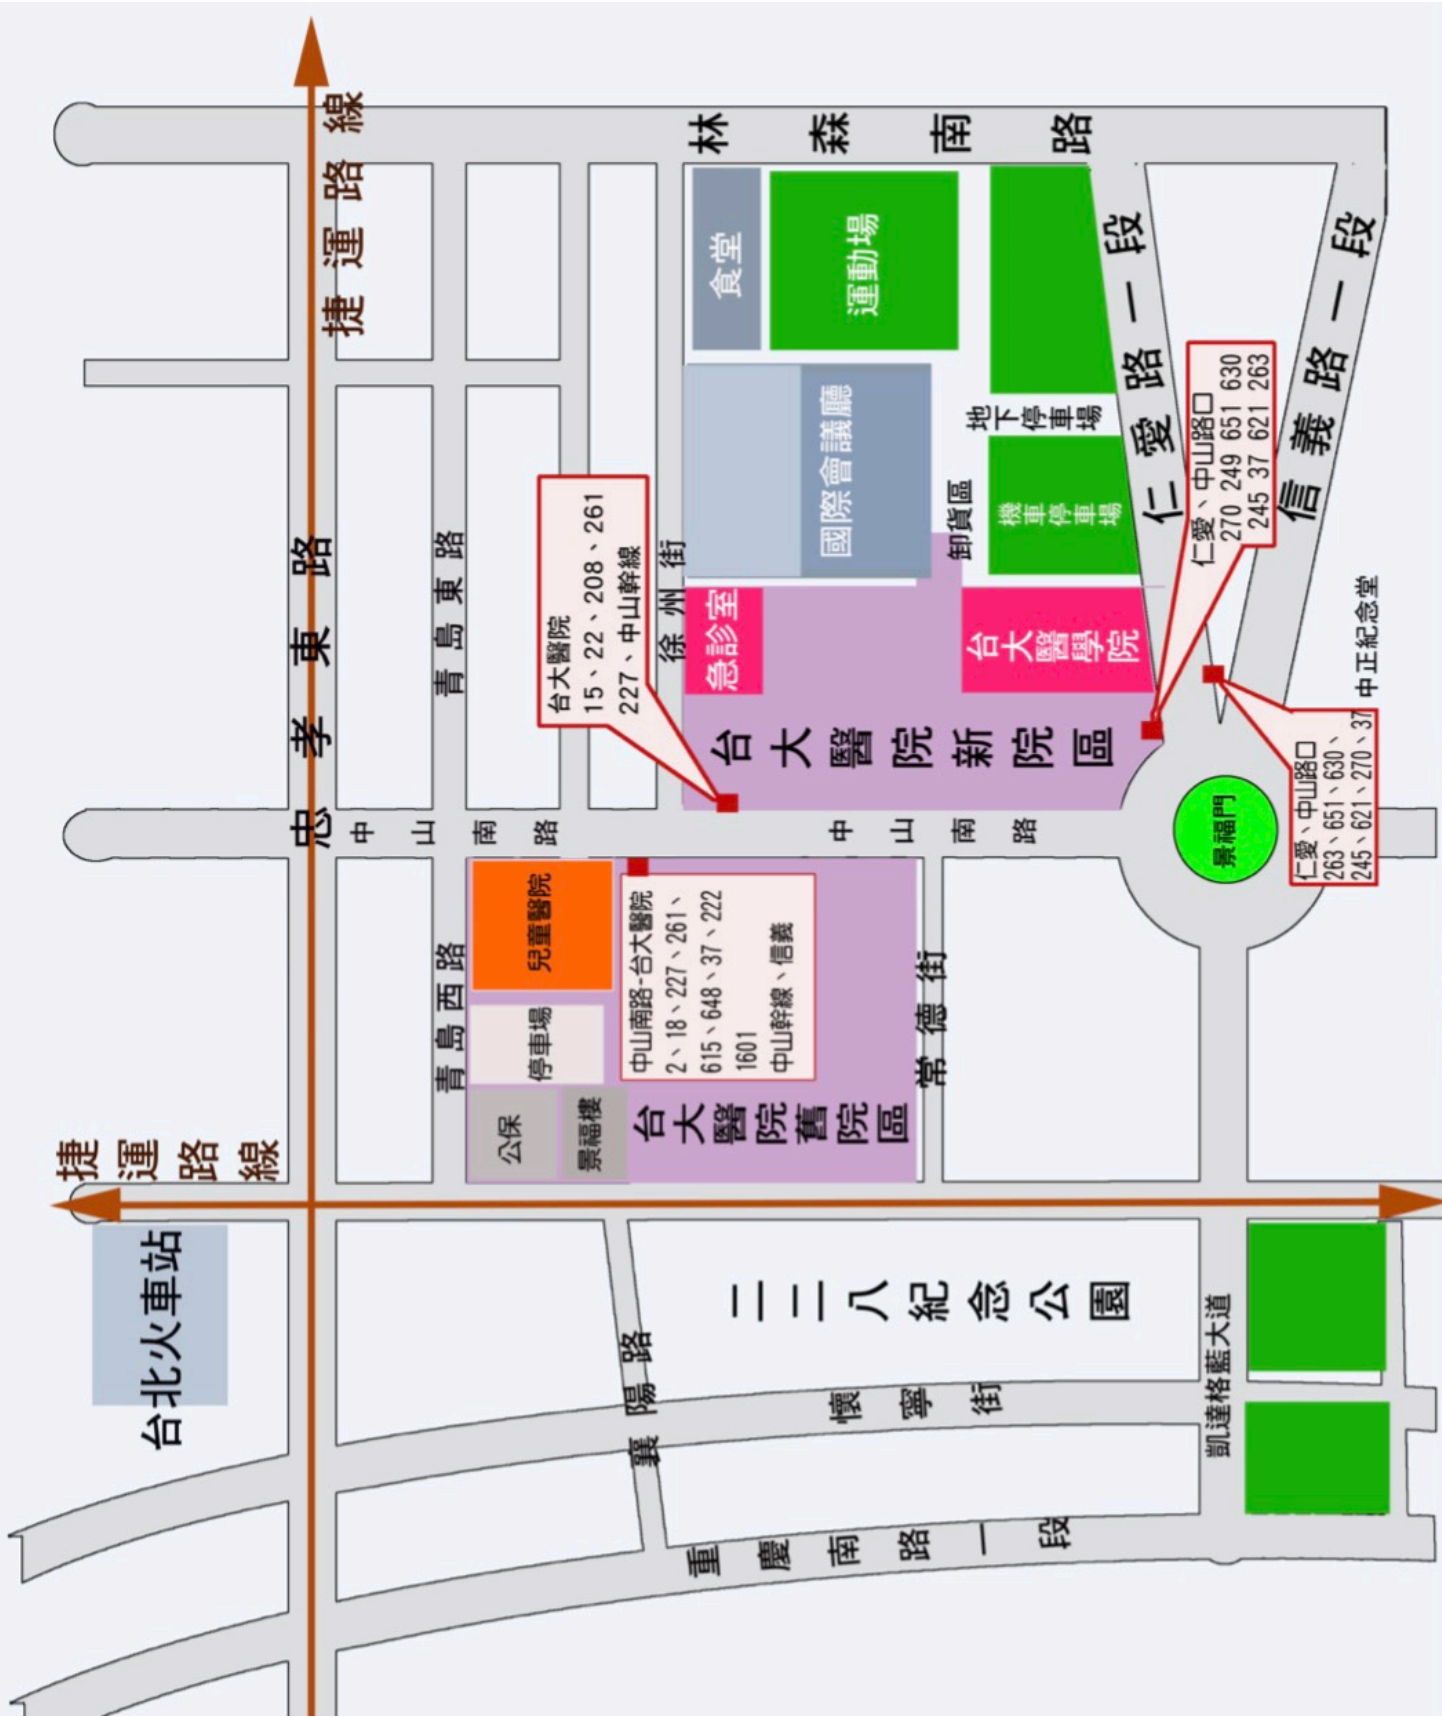 台北火車站
捷運路線
捷運路線
忠孝東路
青島西路
青島東路
中山南路
中山南路
徐州街
常德街
林森南路
仁愛路一段
信義路一段
襄陽路
懷寧街
重慶南路一段
凱達格藍大道
二二八紀念公園
公保
景福樓
停車場
兒童醫院
台大醫院舊院區
中山南路-台大醫院
2、18、227、261、
615、648、37、222
1601
中山幹線、信義
台大醫院
15、22、208、261
227、中山幹線
急診室
台大醫院新院區
台大醫學院
國際會議廳
食堂
運動場
卸貨區
地下停車場
機車停車場
仁愛、中山路口
270 249 651 630
245 37 621 263
景福門
仁愛、中山路口
263、651、630、
245、621、270、37
中正紀念堂